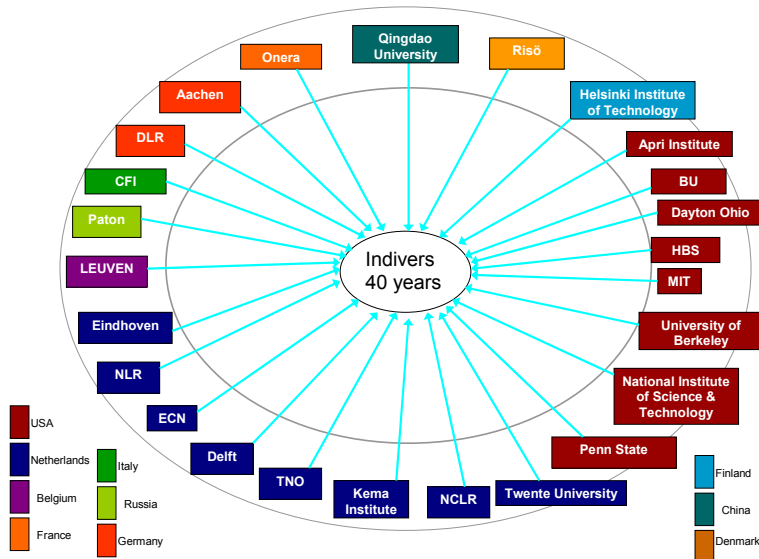 Qingdao
University
Onera
Risö
Aachen
Helsinki Institute
of Technology
DLR
Apri Institute
CFI
BU
Paton
Dayton Ohio
LEUVEN
HBS
Indivers
40 years
MIT
Eindhoven
University of
Berkeley
NLR
National Institute
of Science &
Technology
ECN
Delft
Penn State
TNO
Kema
Institute
NCLR
Twente University
USA
Netherlands
Belgium
France
Italy
Russia
Germany
Finland
China
Denmark